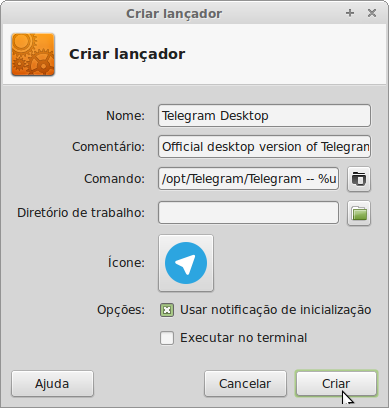 Criar lançador
Criar lançador
Nome: Telegram Desktop
Comentário: Official desktop version of Telegram
Comando: /opt/Telegram/Telegram -- %u
Diretório de trabalho:
Ícone:
Opções: Usar notificação de inicialização
Executar no terminal
Ajuda Cancelar Criar